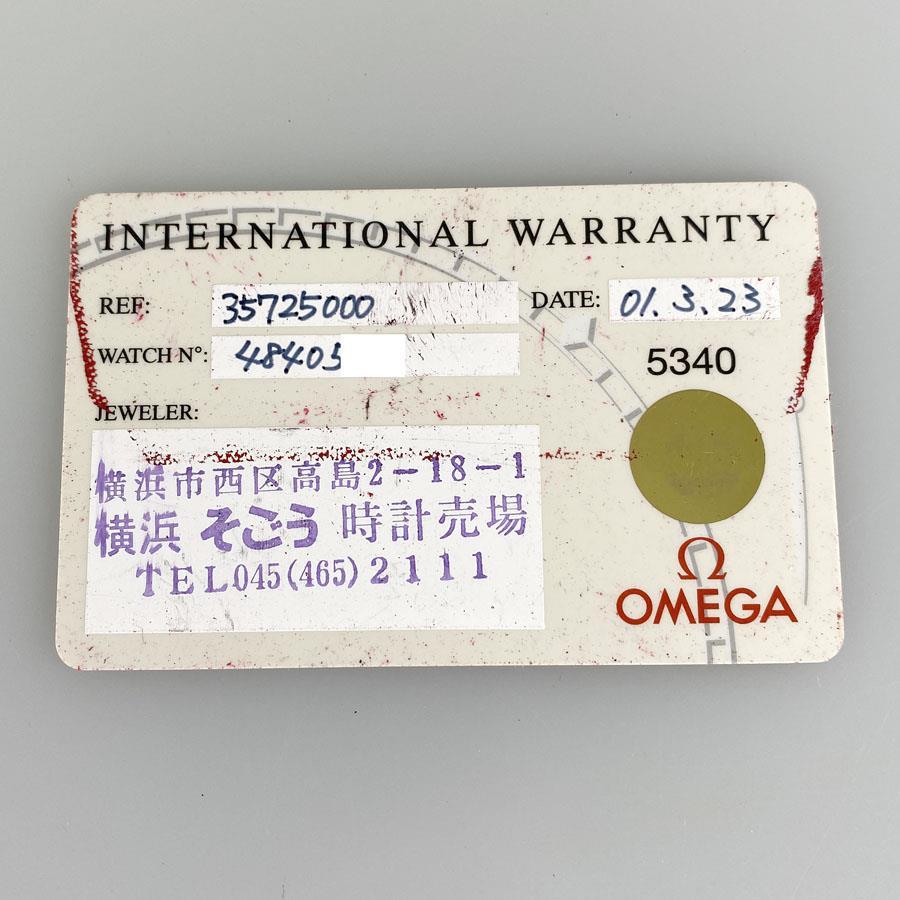 INTERNATIONAL WARRANTY
REF: 35725000 DATE: 01.3.23
WATCH N°: 48403
5340
JEWELER:
横浜市西区高島2-18-1
横浜 そごう 時計売場
TEL045(465)2111
Ω
OMEGA